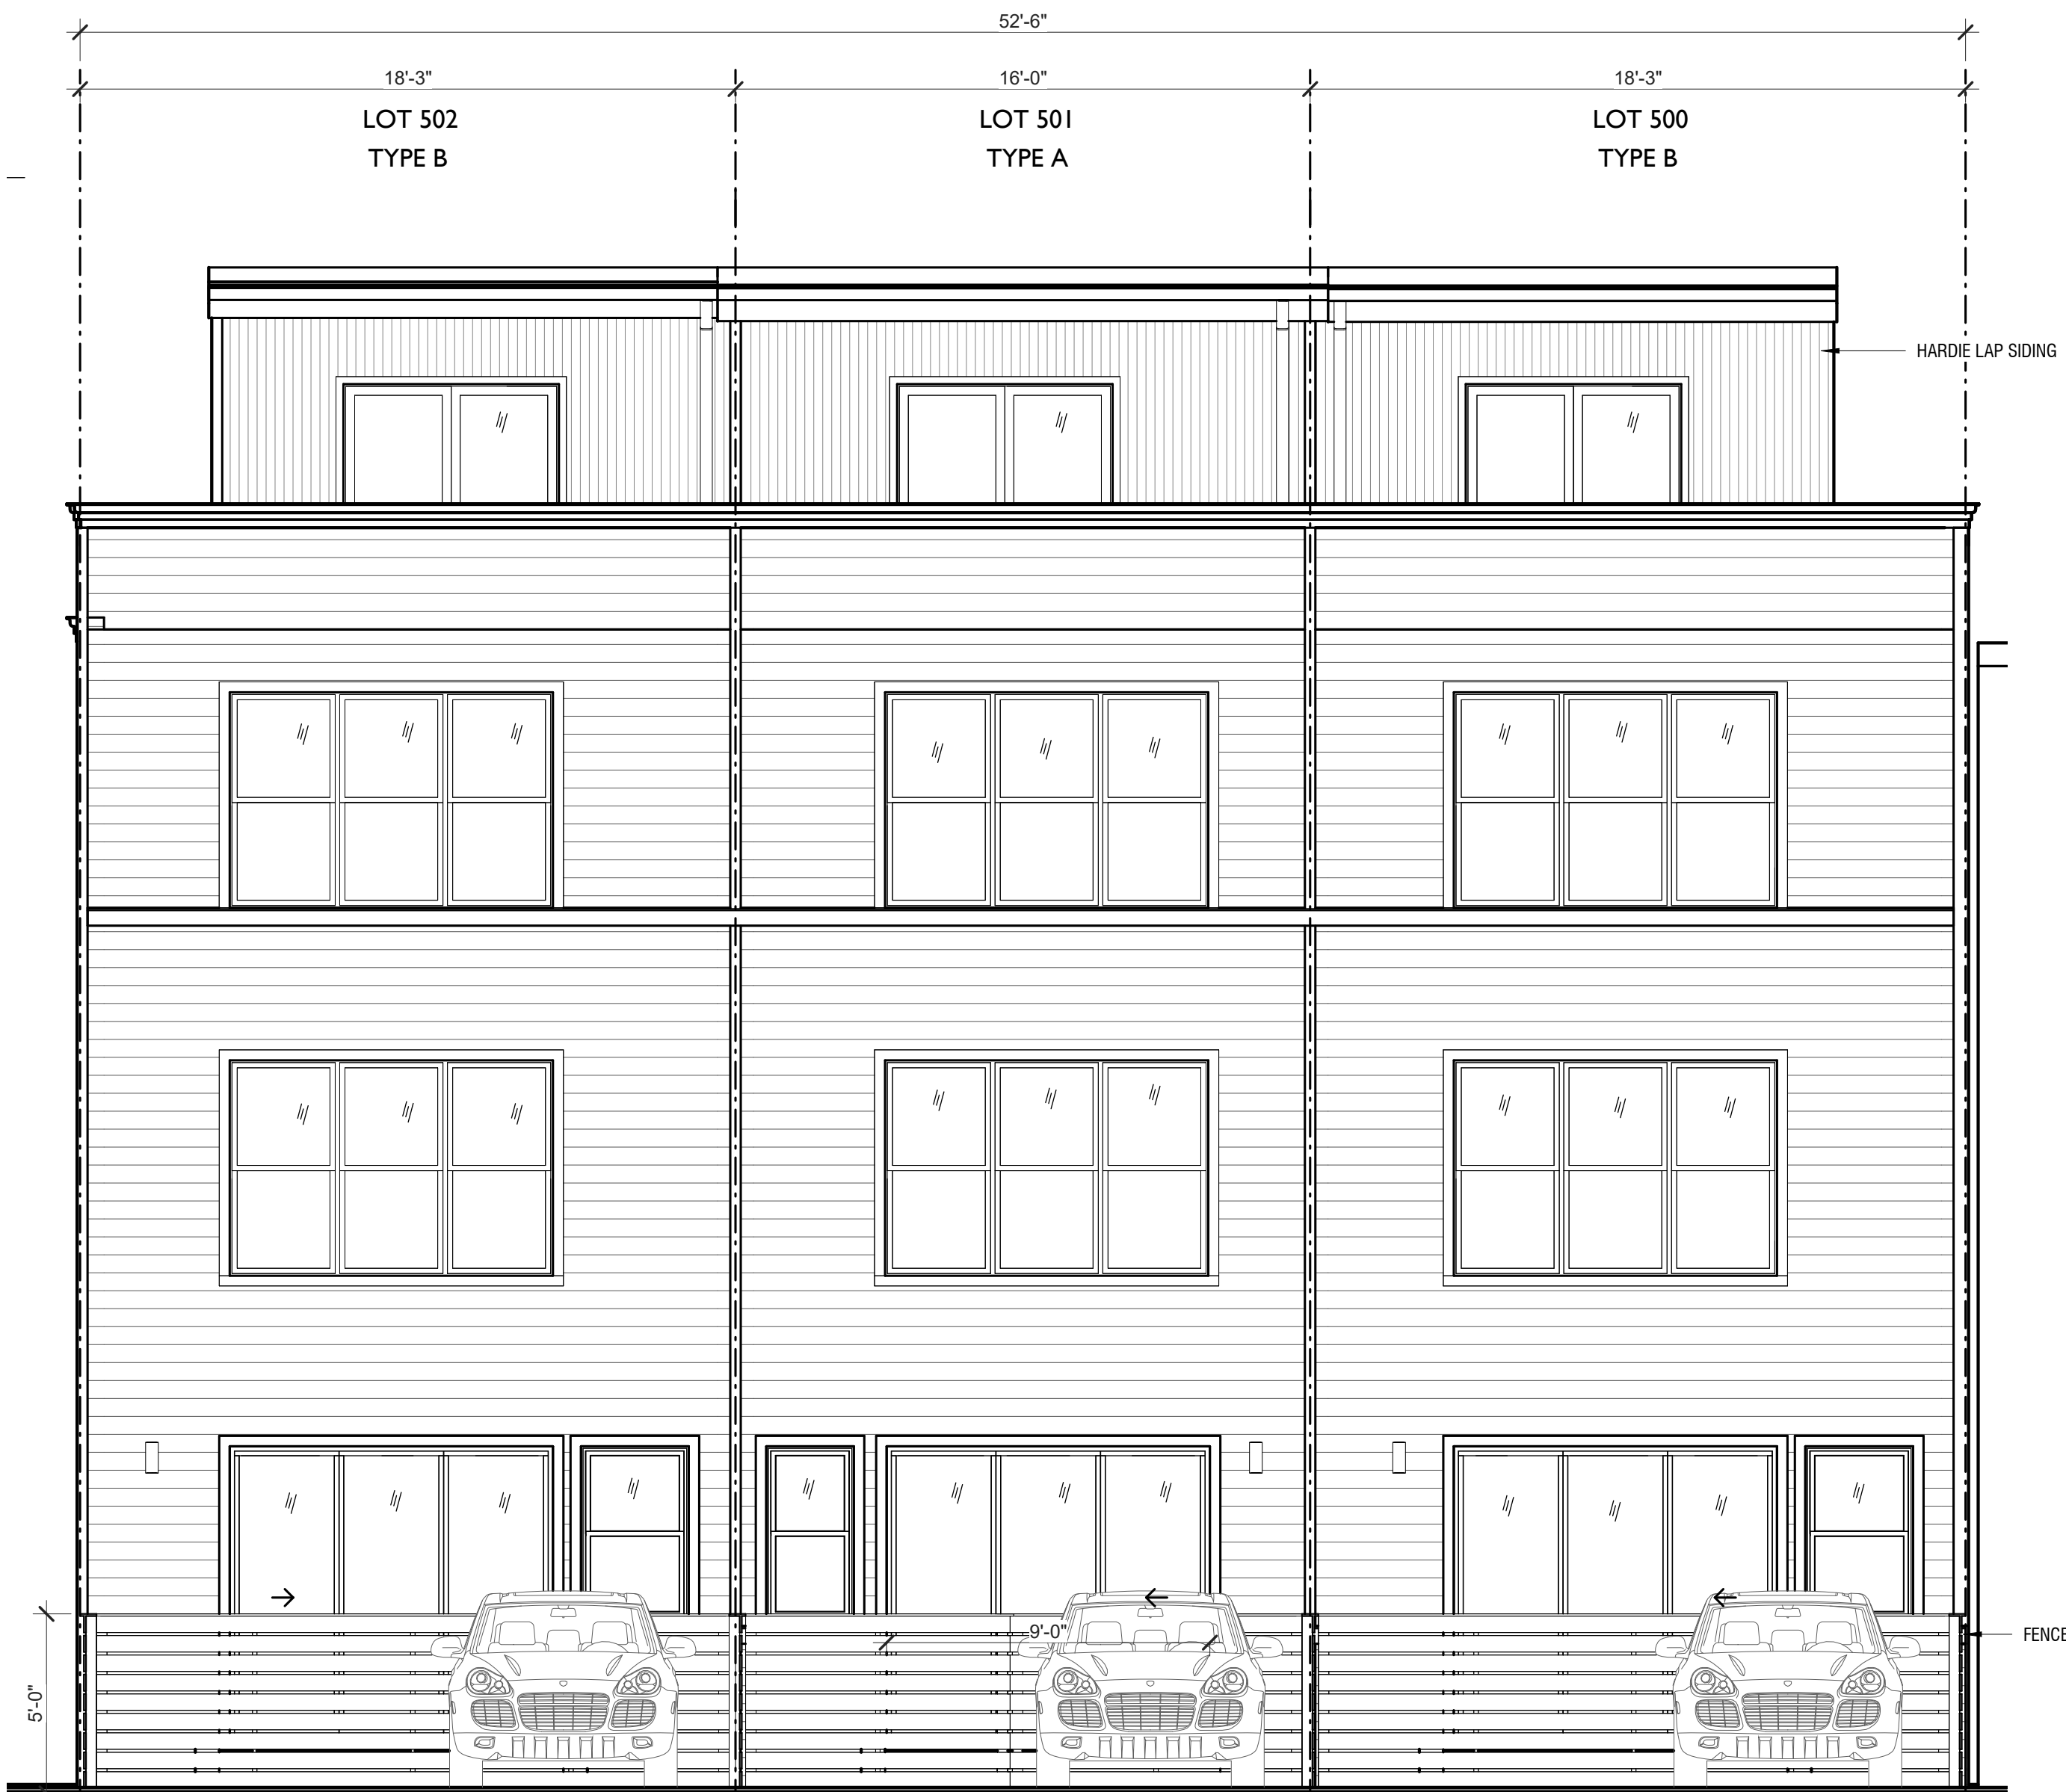 52'-6"
18'-3"
16'-0"
18'-3"
LOT 502
TYPE B
LOT 501
TYPE A
LOT 500
TYPE B
HARDIE LAP SIDING
9'-0"
FENCE
5'-0"